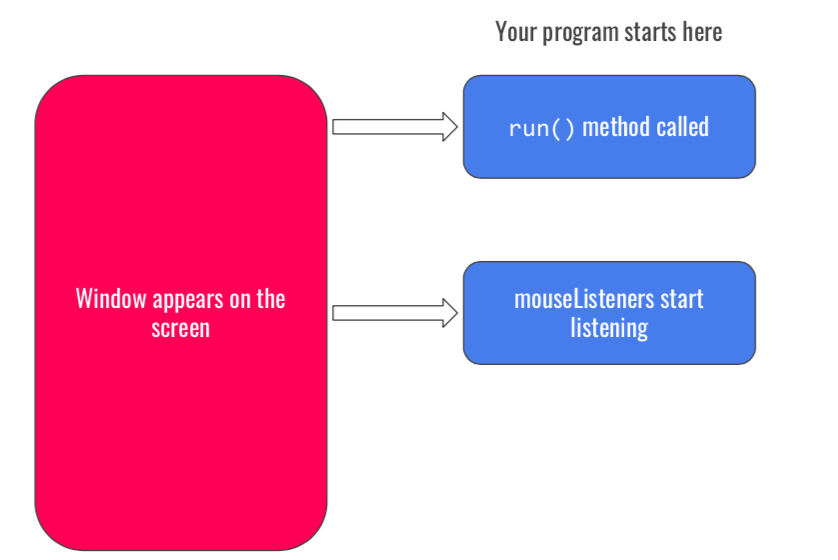 Your program starts here
run() method called
Window appears on the
screen
mouseListeners start
listening